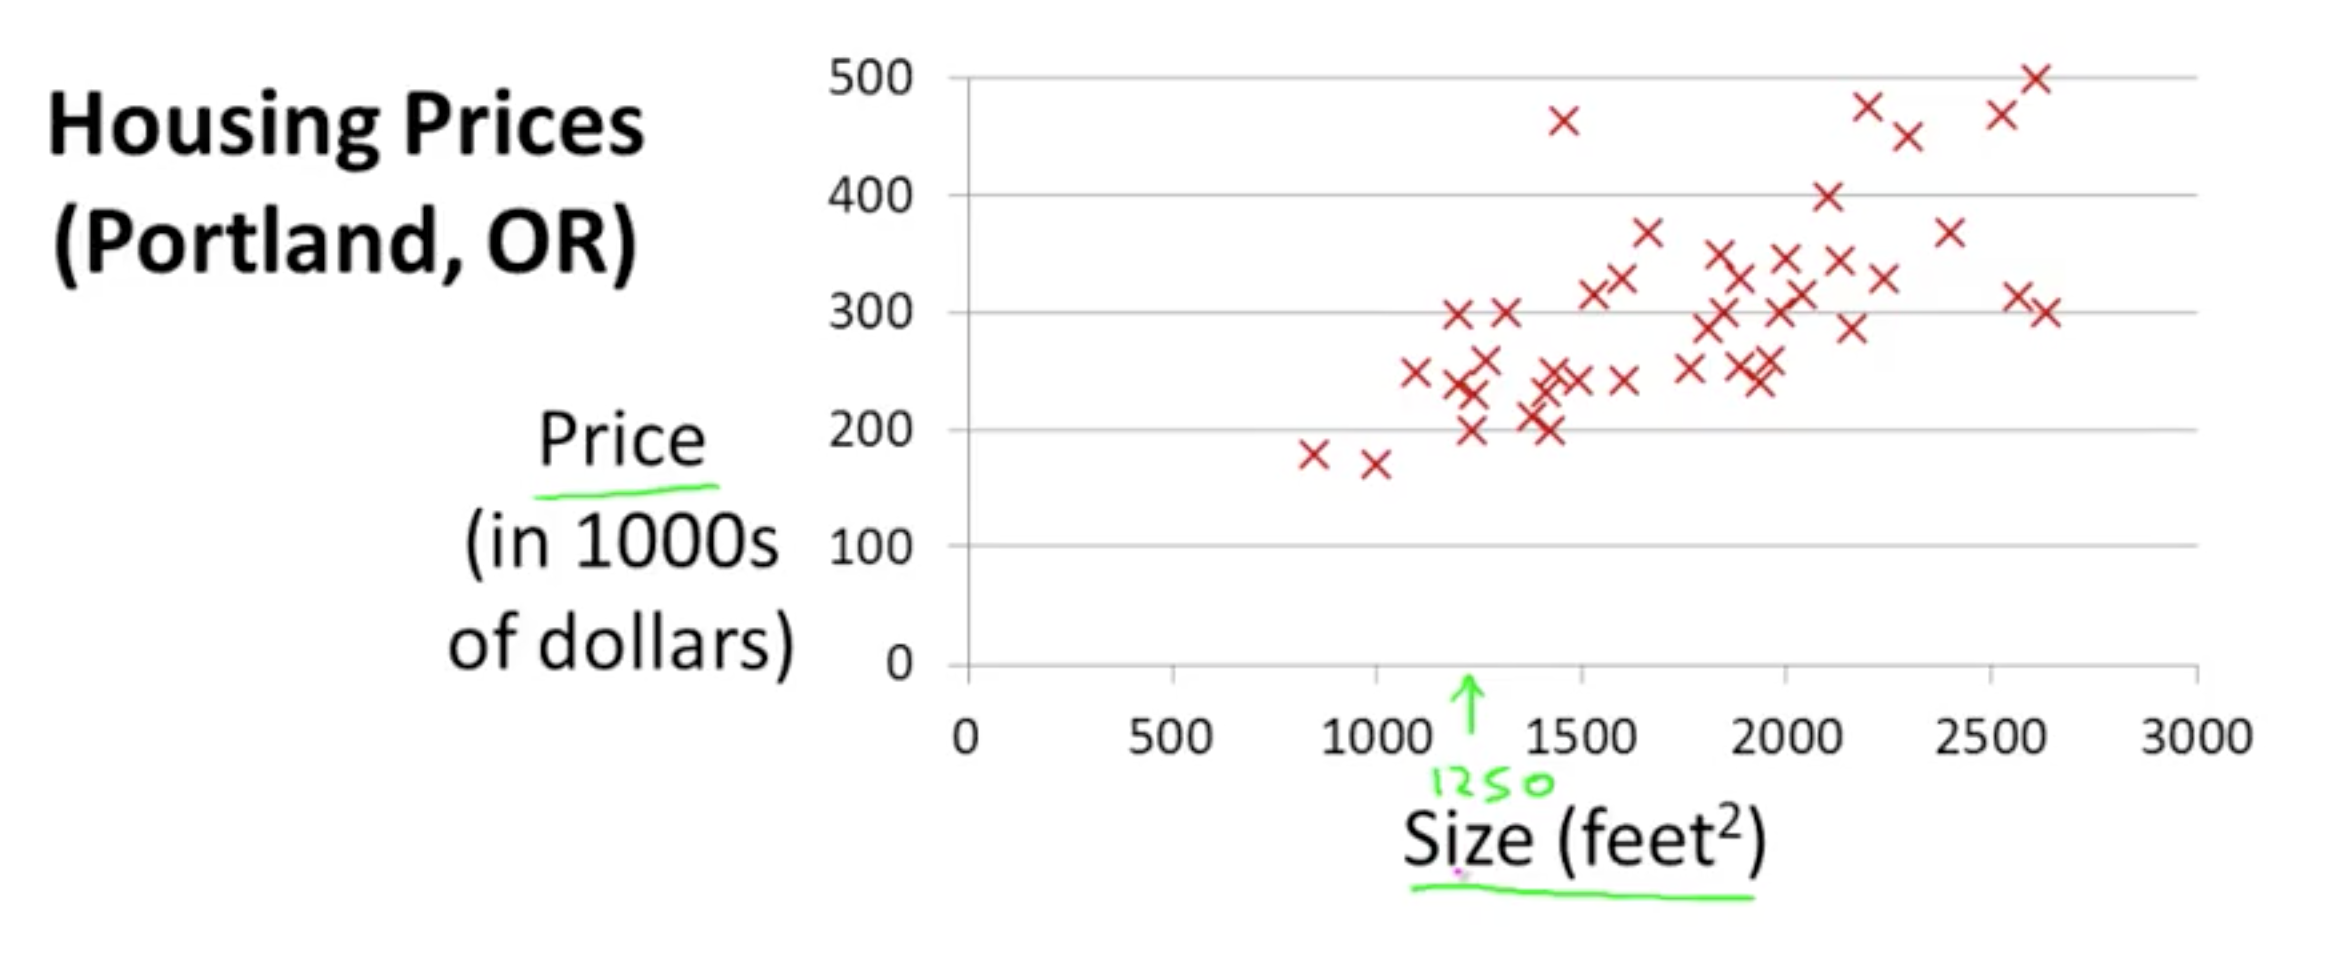 Housing Prices
(Portland, OR)
Price
(in 1000s
of dollars)
500
400
300
200
100
0
0 500 1000 1500 2000 2500 3000
1250
Size (feet²)